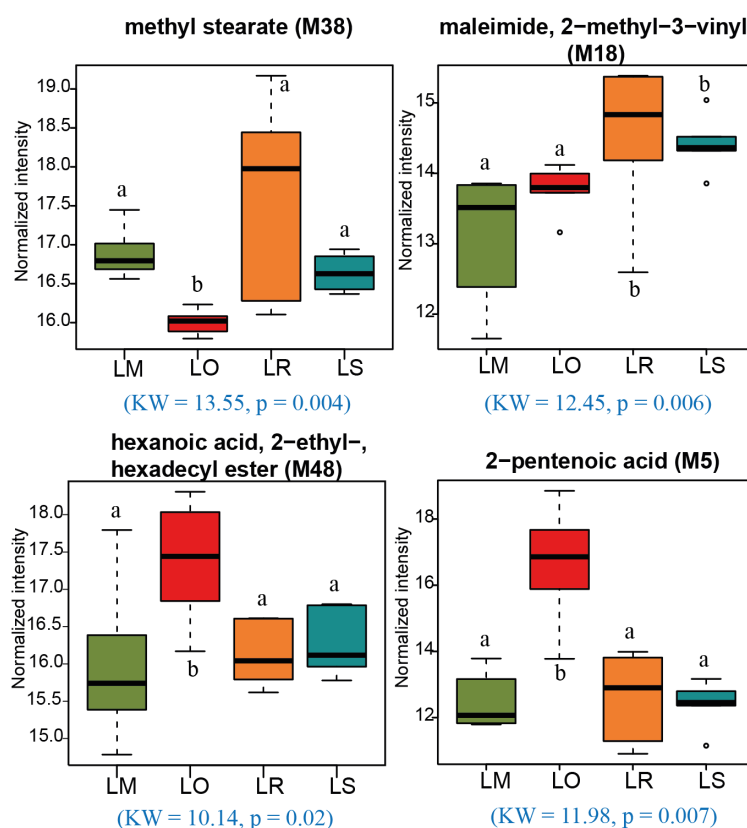 methyl stearate (M38)
Normalized intensity
19.0
18.5
18.0
17.5
17.0
16.5
16.0
a
b
a
a
LM LO LR LS
(KW = 13.55, p = 0.004)
maleimide, 2−methyl−3−vinyl
(M18)
Normalized intensity
15
14
13
12
a
a
b
b
LM LO LR LS
(KW = 12.45, p = 0.006)
hexanoic acid, 2−ethyl−,
hexadecyl ester (M48)
Normalized intensity
18.0
17.5
17.0
16.5
16.0
15.5
15.0
a
b
a
a
LM LO LR LS
(KW = 10.14, p = 0.02)
2−pentenoic acid (M5)
Normalized intensity
18
16
14
12
a
b
a
a
LM LO LR LS
(KW = 11.98, p = 0.007)